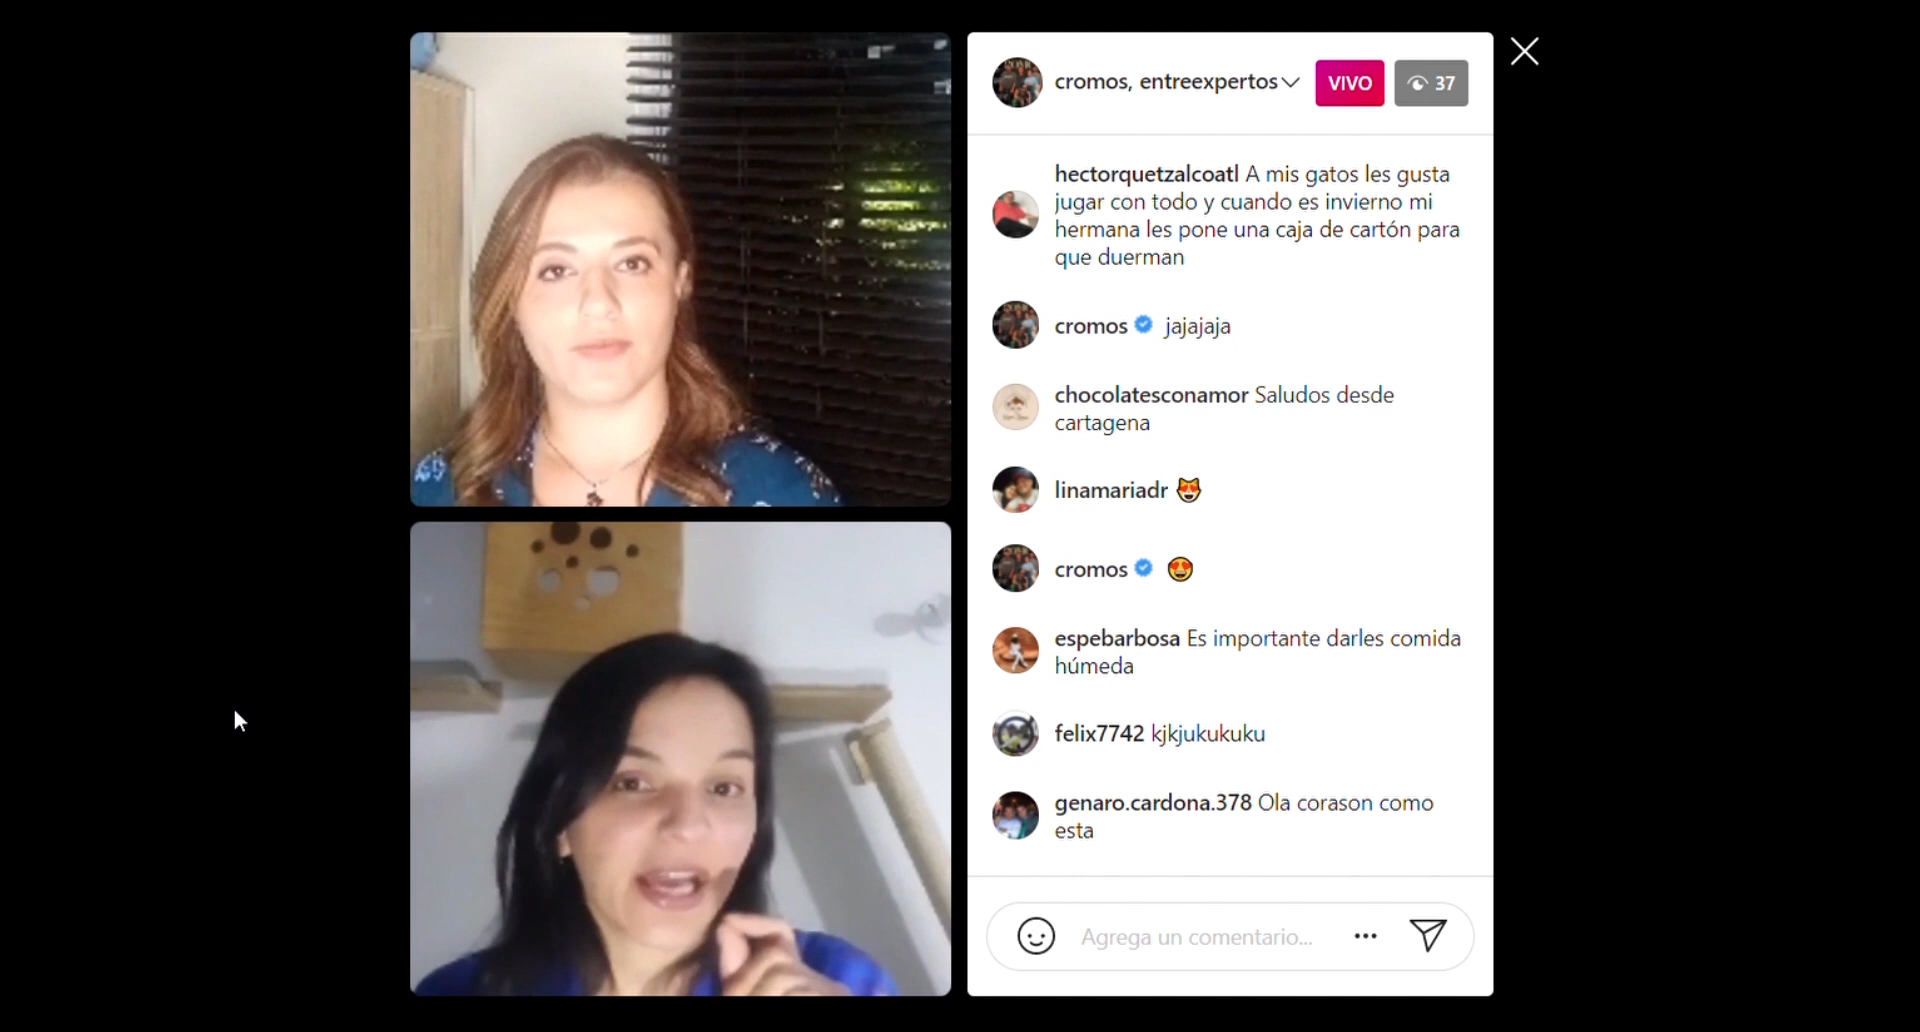 cromos, entreexpertos
VIVO
37
hectorquetzalcoatl A mis gatos les gusta
jugar con todo y cuando es invierno mi
hermana les pone una caja de cartón para
que duerman
cromos jajajaja
chocolatesconamor Saludos desde
cartagena
linamariadr 😻
cromos 😍
espebarbosa Es importante darles comida
húmeda
felix7742 kjkjukukuku
genaro.cardona.378 Ola corason como
esta
Agrega un comentario...